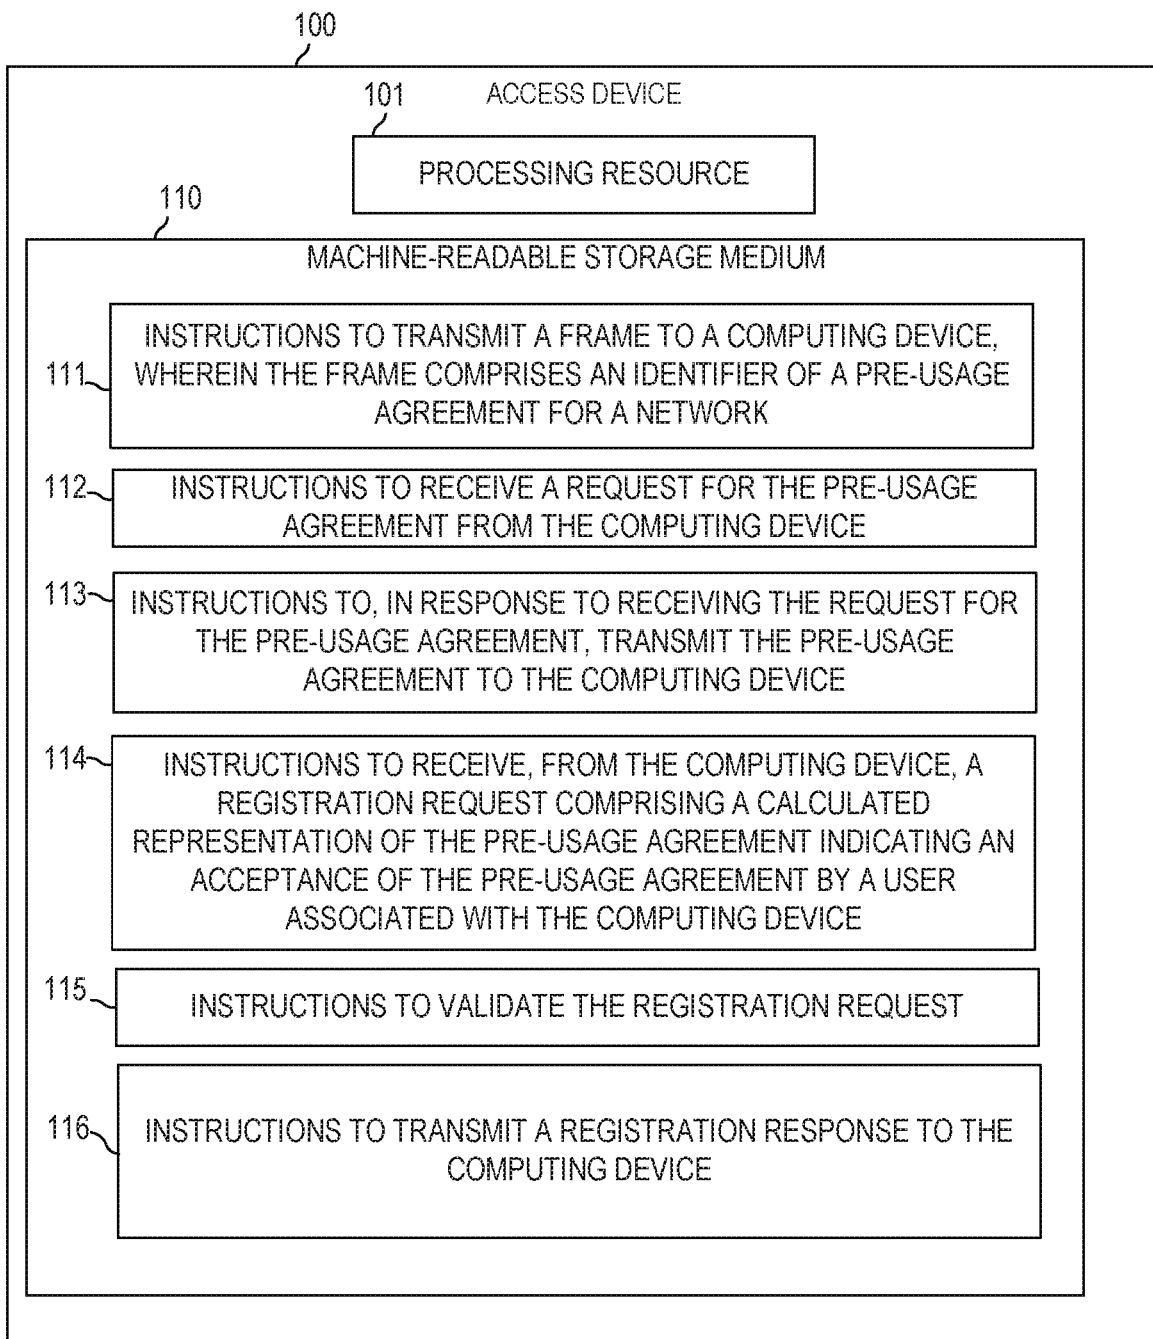 100
ACCESS DEVICE
101
PROCESSING RESOURCE
110
MACHINE-READABLE STORAGE MEDIUM
111
INSTRUCTIONS TO TRANSMIT A FRAME TO A COMPUTING DEVICE,
WHEREIN THE FRAME COMPRISES AN IDENTIFIER OF A PRE-USAGE
AGREEMENT FOR A NETWORK
112
INSTRUCTIONS TO RECEIVE A REQUEST FOR THE PRE-USAGE
AGREEMENT FROM THE COMPUTING DEVICE
113
INSTRUCTIONS TO, IN RESPONSE TO RECEIVING THE REQUEST FOR
THE PRE-USAGE AGREEMENT, TRANSMIT THE PRE-USAGE
AGREEMENT TO THE COMPUTING DEVICE
114
INSTRUCTIONS TO RECEIVE, FROM THE COMPUTING DEVICE, A
REGISTRATION REQUEST COMPRISING A CALCULATED
REPRESENTATION OF THE PRE-USAGE AGREEMENT INDICATING AN
ACCEPTANCE OF THE PRE-USAGE AGREEMENT BY A USER
ASSOCIATED WITH THE COMPUTING DEVICE
115
INSTRUCTIONS TO VALIDATE THE REGISTRATION REQUEST
116
INSTRUCTIONS TO TRANSMIT A REGISTRATION RESPONSE TO THE
COMPUTING DEVICE